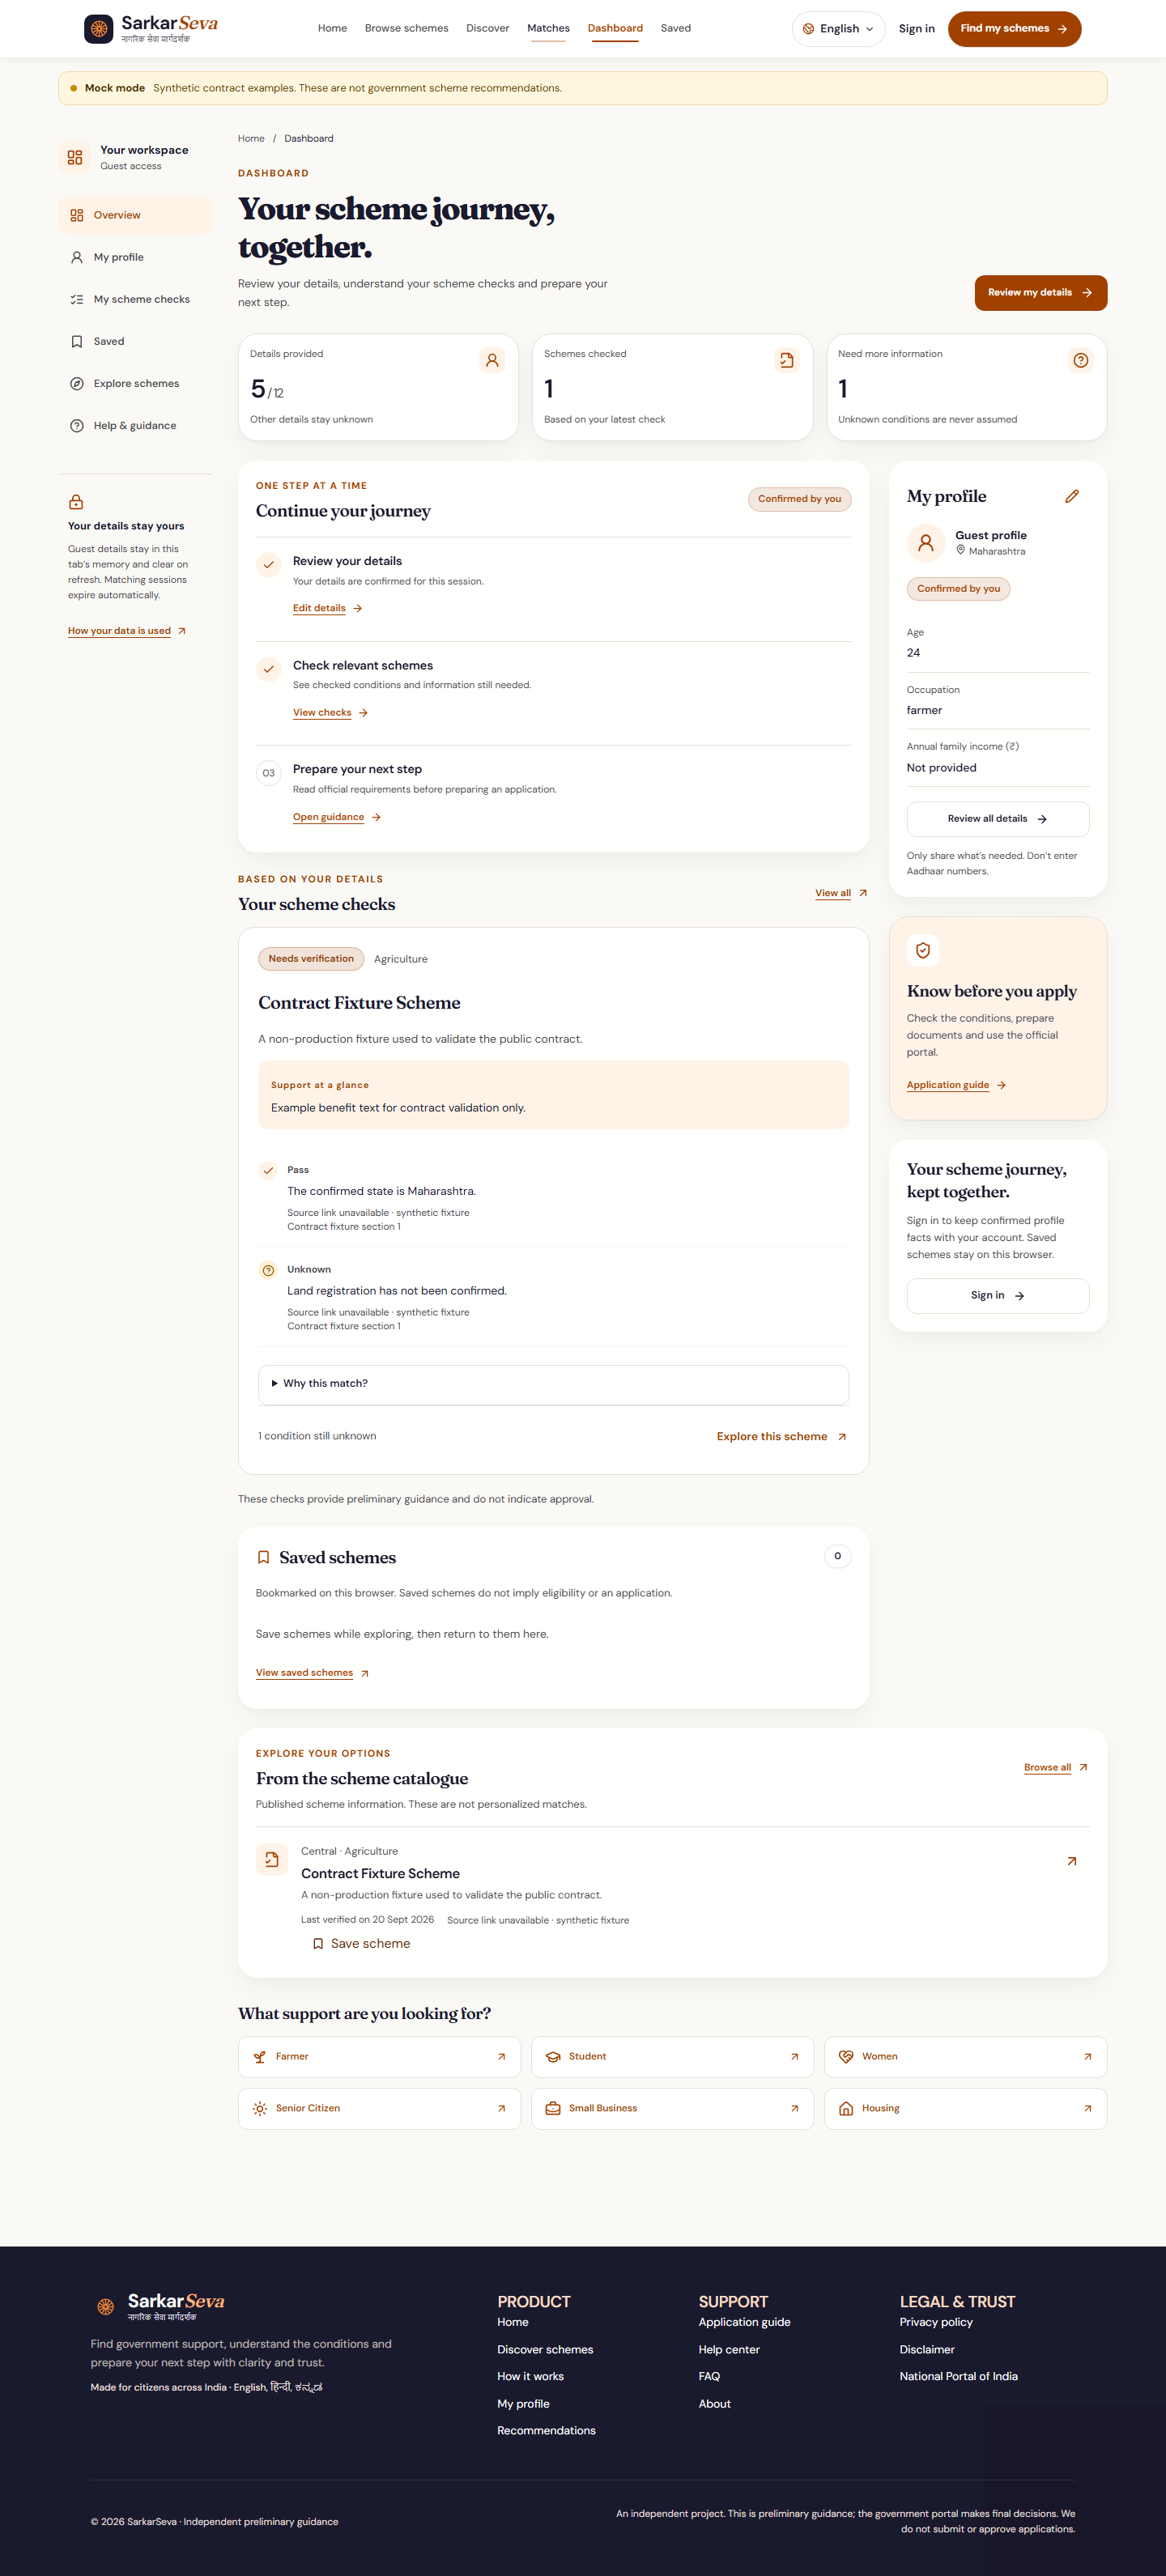 SarkarSeva
नागरिक सेवा मार्गदर्शक
Home
Browse schemes
Discover
Matches
Dashboard
Saved
English
Sign in
Find my schemes
Mock mode Synthetic contract examples. These are not government scheme recommendations.
Your workspace
Guest access
Overview
My profile
My scheme checks
Saved
Explore schemes
Help & guidance
Your details stay yours
Guest details stay in this
tab's memory and clear on
refresh. Matching sessions
expire automatically.
How your data is used
Home / Dashboard
DASHBOARD
Your scheme journey,
together.
Review your details, understand your scheme checks and prepare your
next step.
Review my details
Details provided
5 / 12
Other details stay unknown
Schemes checked
1
Based on your latest check
Need more information
1
Unknown conditions are never assumed
ONE STEP AT A TIME
Continue your journey
Confirmed by you
Review your details
Your details are confirmed for this session.
Edit details
Check relevant schemes
See checked conditions and information still needed.
View checks
03
Prepare your next step
Read official requirements before preparing an application.
Open guidance
My profile
Guest profile
Maharashtra
Confirmed by you
Age
24
Occupation
farmer
Annual family income (₹)
Not provided
Review all details
Only share what's needed. Don't enter
Aadhaar numbers.
BASED ON YOUR DETAILS
Your scheme checks
View all
Needs verification
Agriculture
Contract Fixture Scheme
A non-production fixture used to validate the public contract.
Support at a glance
Example benefit text for contract validation only.
Pass
The confirmed state is Maharashtra.
Source link unavailable · synthetic fixture
Contract fixture section 1
Unknown
Land registration has not been confirmed.
Source link unavailable · synthetic fixture
Contract fixture section 1
Why this match?
1 condition still unknown
Explore this scheme
These checks provide preliminary guidance and do not indicate approval.
Know before you apply
Check the conditions, prepare
documents and use the official
portal.
Application guide
Your scheme journey,
kept together.
Sign in to keep confirmed profile
facts with your account. Saved
schemes stay on this browser.
Sign in
Saved schemes
0
Bookmarked on this browser. Saved schemes do not imply eligibility or an application.
Save schemes while exploring, then return to them here.
View saved schemes
EXPLORE YOUR OPTIONS
From the scheme catalogue
Published scheme information. These are not personalized matches.
Browse all
Central · Agriculture
Contract Fixture Scheme
A non-production fixture used to validate the public contract.
Last verified on 20 Sept 2026 Source link unavailable · synthetic fixture
Save scheme
What support are you looking for?
Farmer
Student
Women
Senior Citizen
Small Business
Housing
SarkarSeva
नागरिक सेवा मार्गदर्शक
Find government support, understand the conditions and
prepare your next step with clarity and trust.
Made for citizens across India · English, हिन्दी, ಕನ್ನಡ
PRODUCT
Home
Discover schemes
How it works
My profile
Recommendations
SUPPORT
Application guide
Help center
FAQ
About
LEGAL & TRUST
Privacy policy
Disclaimer
National Portal of India
© 2026 SarkarSeva · Independent preliminary guidance
An independent project. This is preliminary guidance; the government portal makes final decisions. We
do not submit or approve applications.